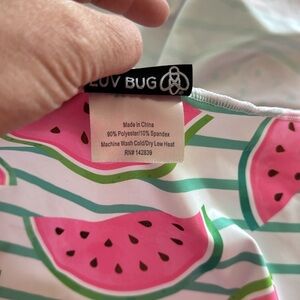 LUV BUG
Made in China
90% Polyester/10% Spandex
Machine Wash Cold/Dry Low Heat
RN# 142839